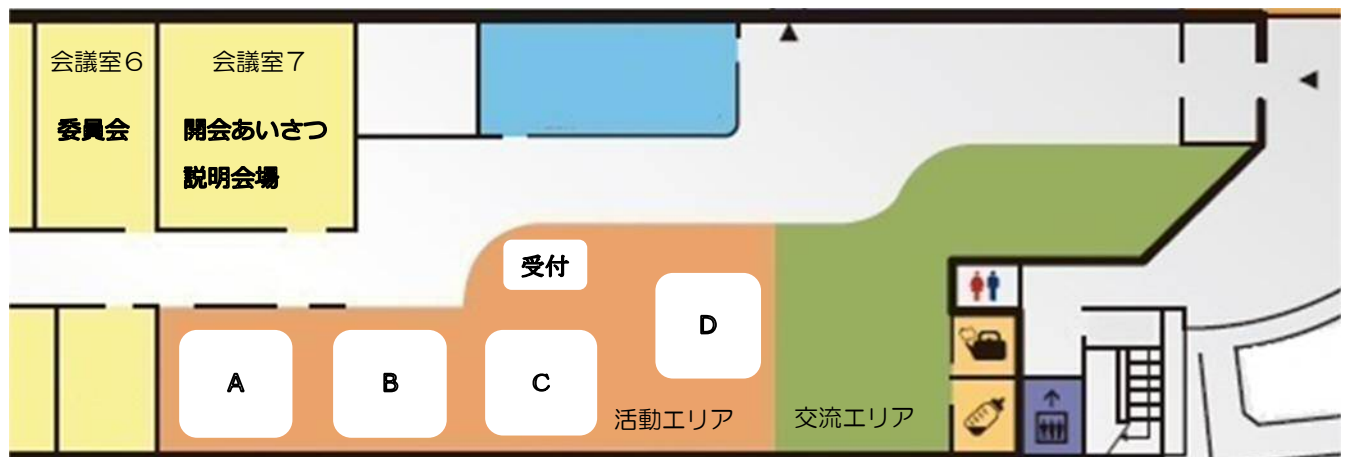 会議室６
委員会
会議室７
開会あいさつ
説明会場
受付
A
B
C
D
活動エリア
交流エリア